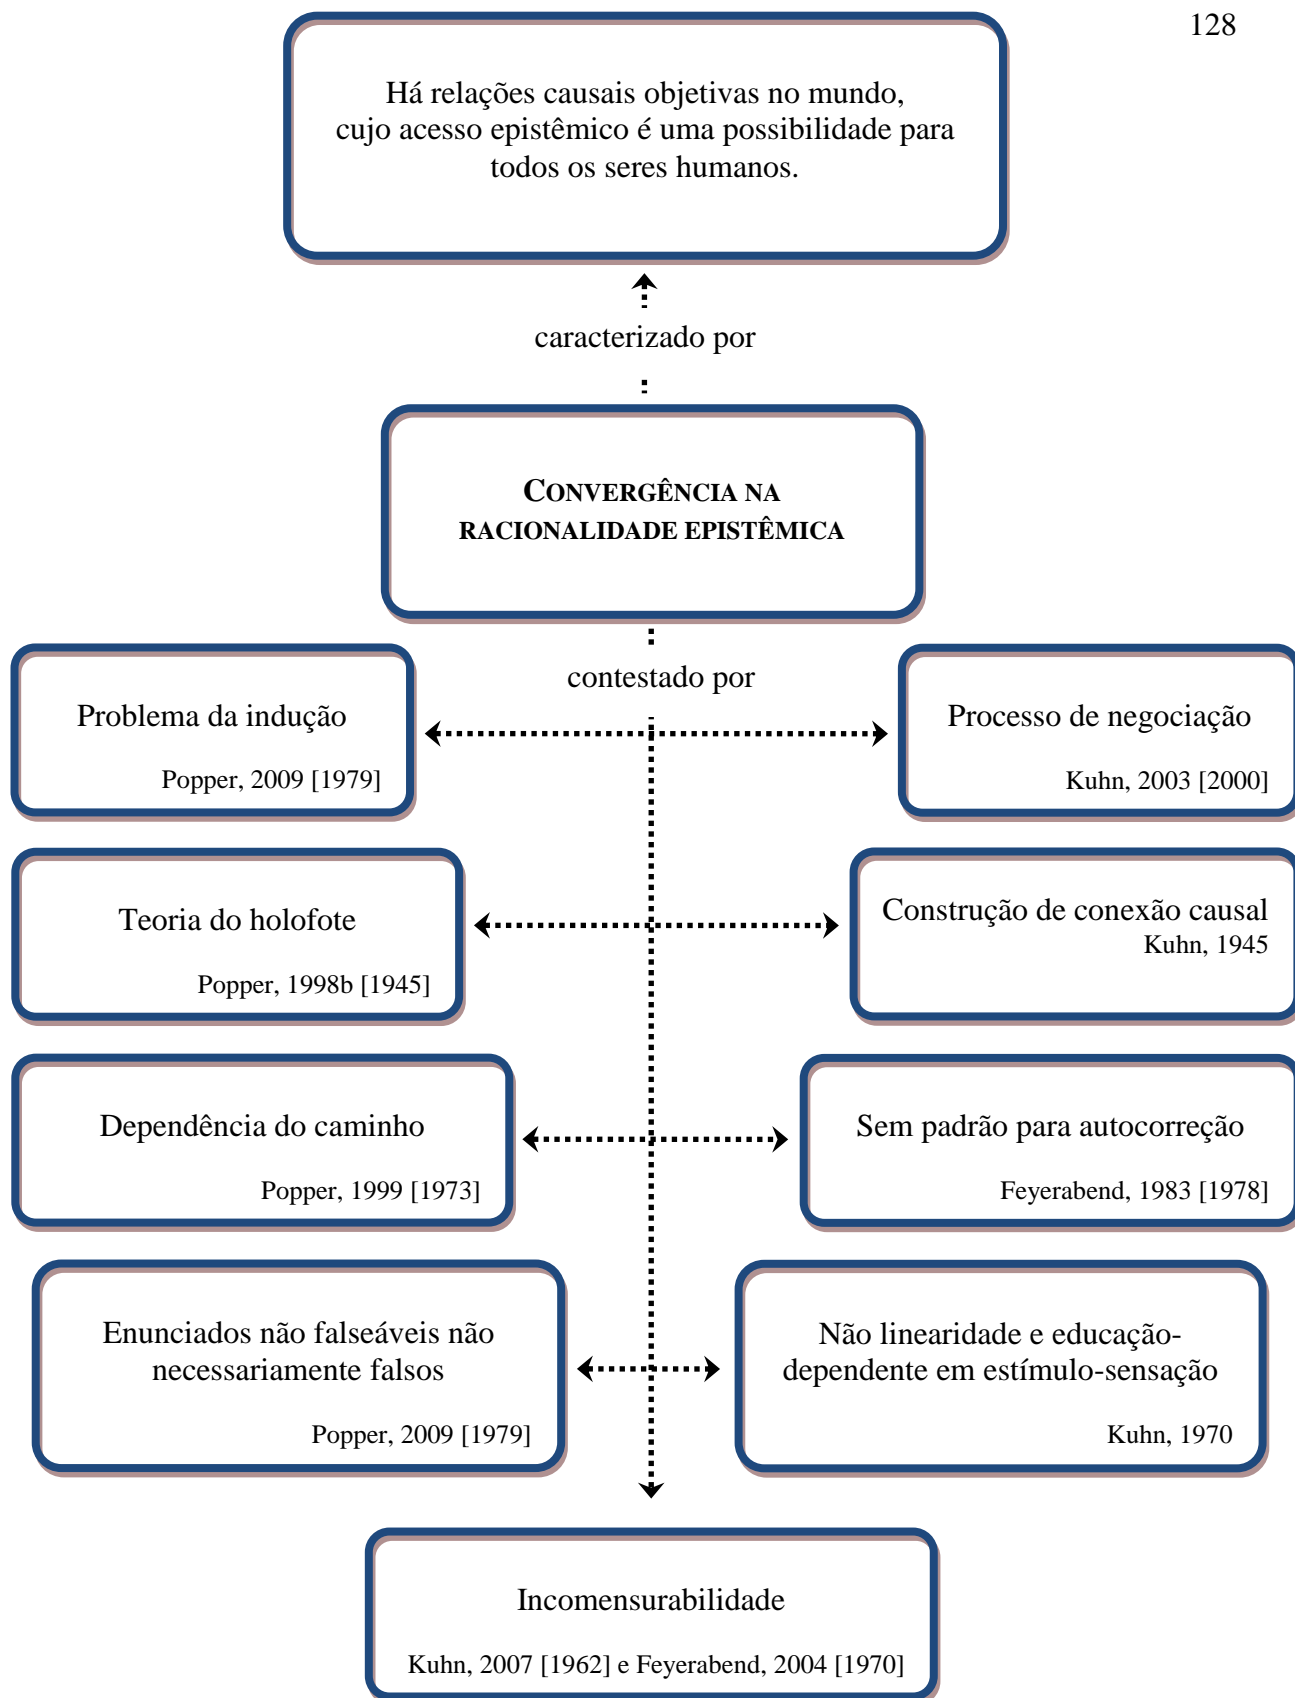 128
Há relações causais objetivas no mundo,
cujo acesso epistêmico é uma possibilidade para
todos os seres humanos.
caracterizado por
CONVERGÊNCIA NA
RACIONALIDADE EPISTÊMICA
contestado por
Problema da indução
Popper, 2009 [1979]
Processo de negociação
Kuhn, 2003 [2000]
Teoria do holofote
Popper, 1998b [1945]
Construção de conexão causal
Kuhn, 1945
Dependência do caminho
Popper, 1999 [1973]
Sem padrão para autocorreção
Feyerabend, 1983 [1978]
Enunciados não falseáveis não
necessariamente falsos
Popper, 2009 [1979]
Não linearidade e educação-
dependente em estímulo-sensação
Kuhn, 1970
Incomensurabilidade
Kuhn, 2007 [1962] e Feyerabend, 2004 [1970]